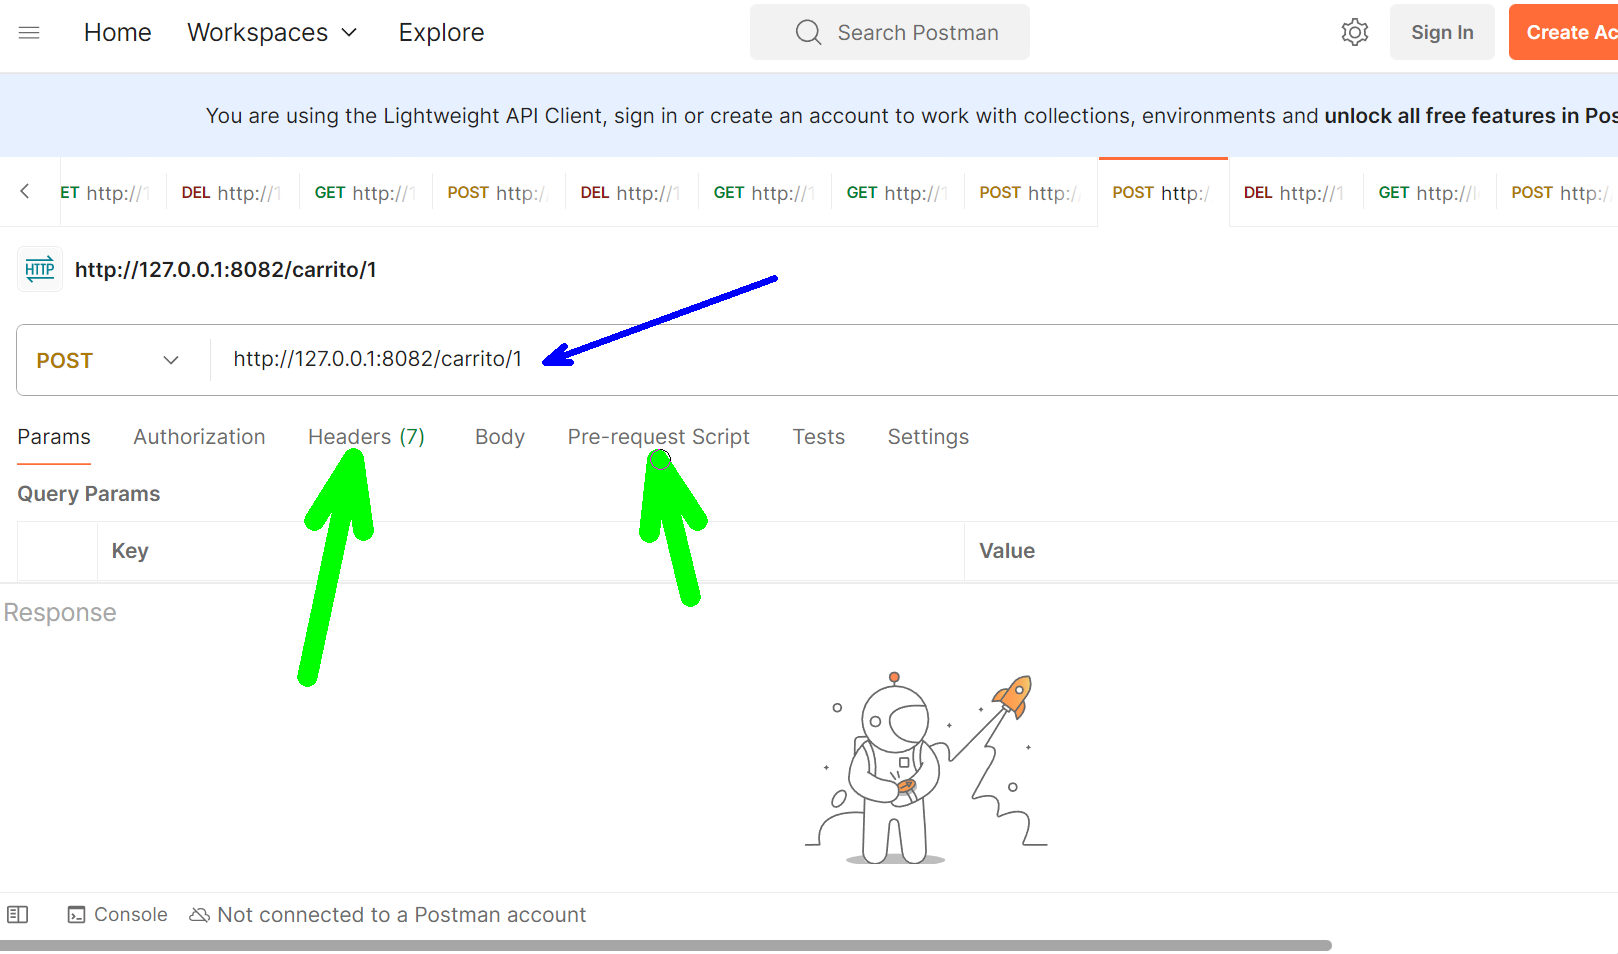 Home Workspaces Explore Search Postman Sign In Create Ac
You are using the Lightweight API Client, sign in or create an account to work with collections, environments and unlock all free features in Pos
ET http://1 DEL http://1 GET http://1 POST http:/ DEL http://1 GET http://1 GET http://1 POST http:/ POST http:/ DEL http://1 GET http://l POST http:/
HTTP http://127.0.0.1:8082/carrito/1
POST http://127.0.0.1:8082/carrito/1
Params Authorization Headers (7) Body Pre-request Script Tests Settings
Query Params
Key Value
Response
Console Not connected to a Postman account